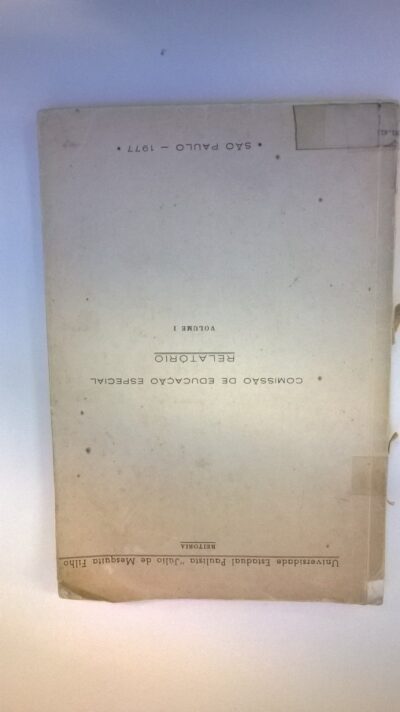 Universidade Estadual Paulista "Júlio de Mesquita Filho
REITORIA
COMISSÃO DE EDUCAÇÃO ESPECIAL
RELATÓRIO
VOLUME I
• SÃO PAULO — 1977 •